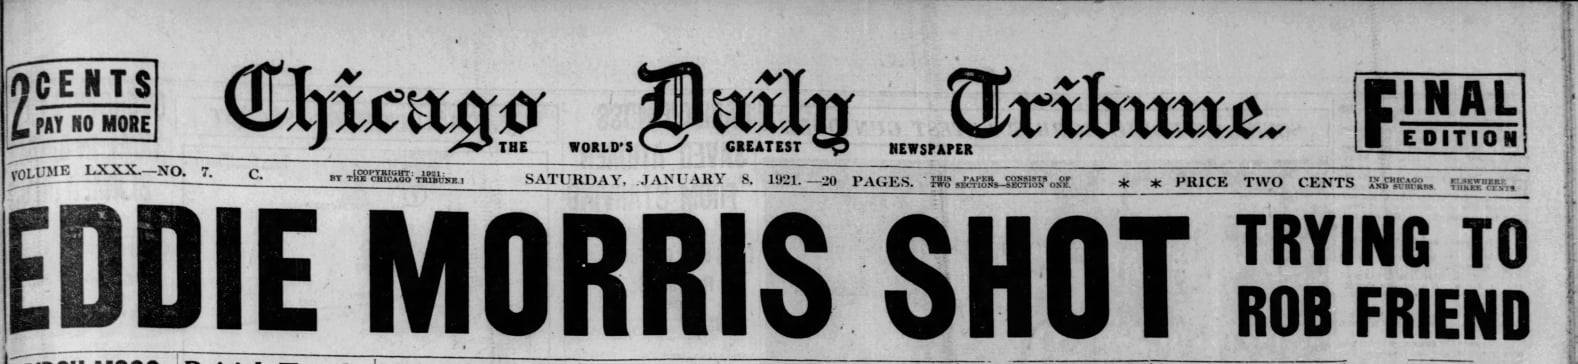 2 CENTS
PAY NO MORE
Chicago Daily Tribune.
THE WORLD'S GREATEST NEWSPAPER
FINAL
EDITION
VOLUME LXXX.—NO. 7. C. [COPYRIGHT: 1921: BY THE CHICAGO TRIBUNE.] SATURDAY, JANUARY 8, 1921.—20 PAGES. THIS PAPER CONSISTS OF TWO SECTIONS—SECTION ONE. * * PRICE TWO CENTS IN CHICAGO AND SUBURBS. ELSEWHERE THREE CENTS.
EDDIE MORRIS SHOT
TRYING TO
ROB FRIEND